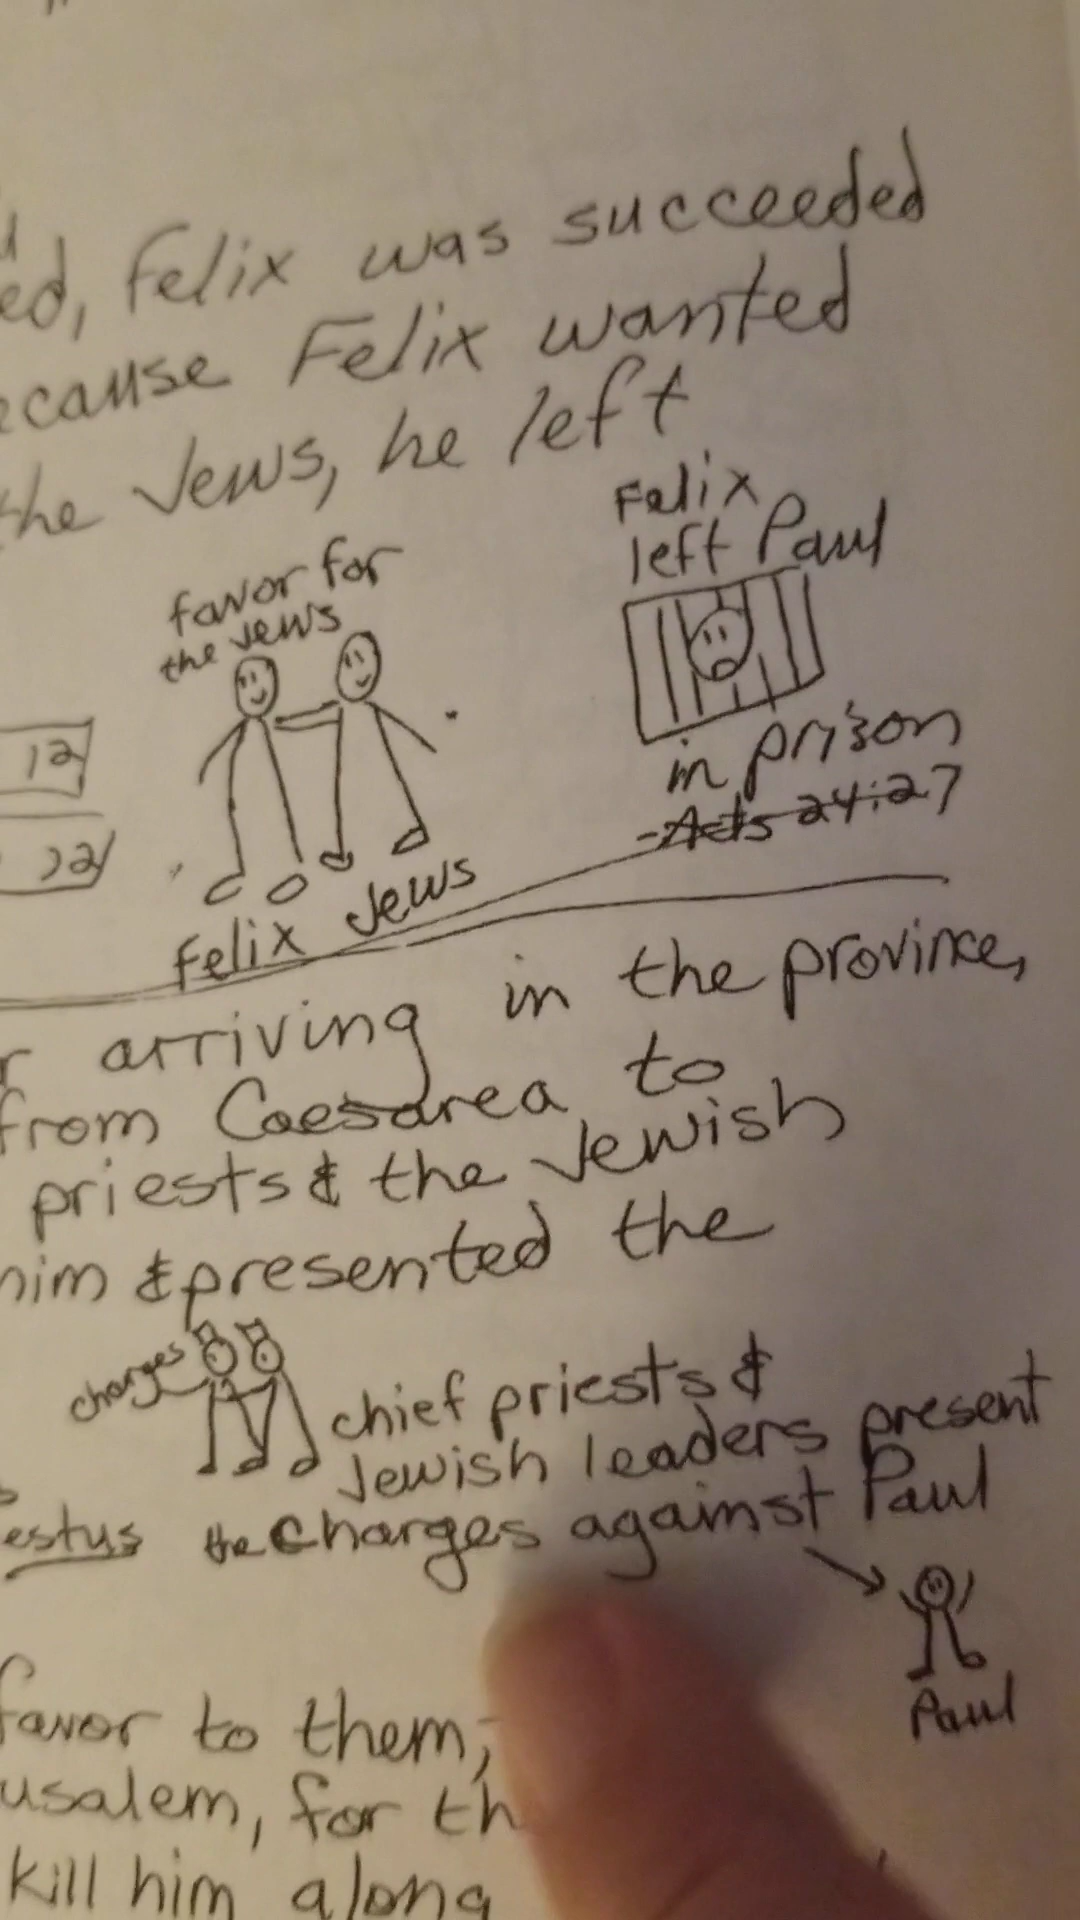 ed, Felix was succeeded
ecause Felix wanted
the Jews, he left
favor for
the Jews
Felix
left Paul
in prison
-Acts 24:27
12
22
Felix Jews
r arriving in the province,
from Caesarea to
priests & the Jewish
him & presented the
charges
chief priests &
Jewish leaders present
estus the charges against Paul
Paul
favor to them,
usalem, for th
kill him along